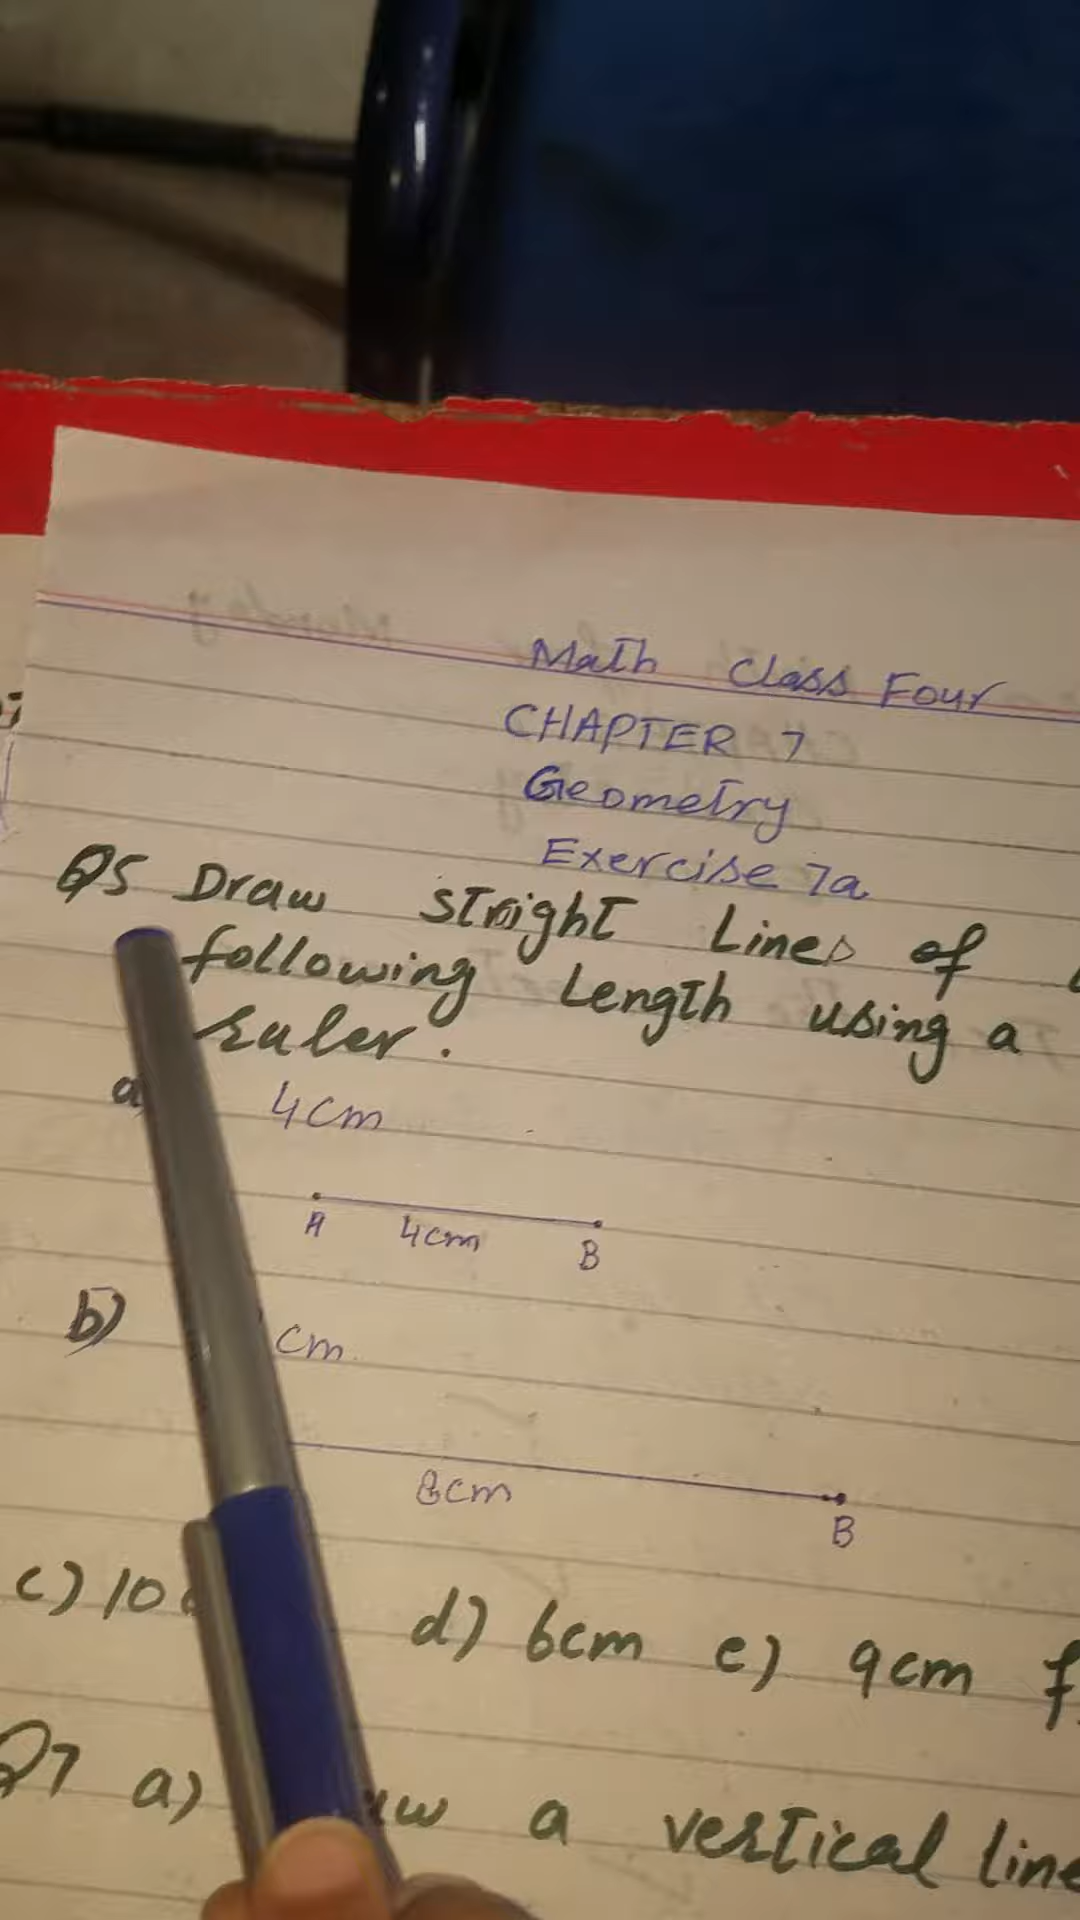 Math Class Four
CHAPTER 7
Geometry
Exercise 7a
Q5 Draw stright Lines of
following Length using a
ruler.
a) 4cm
A 4cm B
b) cm
8cm
B
c) 10 d) 6cm e) 9cm f
Q7 a) a vertical line